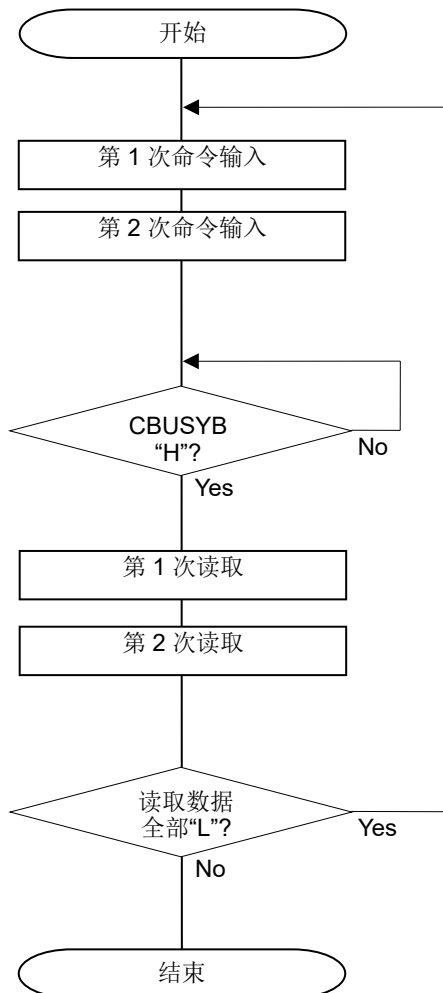 开始
第 1 次命令输入
第 2 次命令输入
CBUSYB
“H”?
No
Yes
第 1 次读取
第 2 次读取
读取数据
全部“L”?
Yes
No
结束